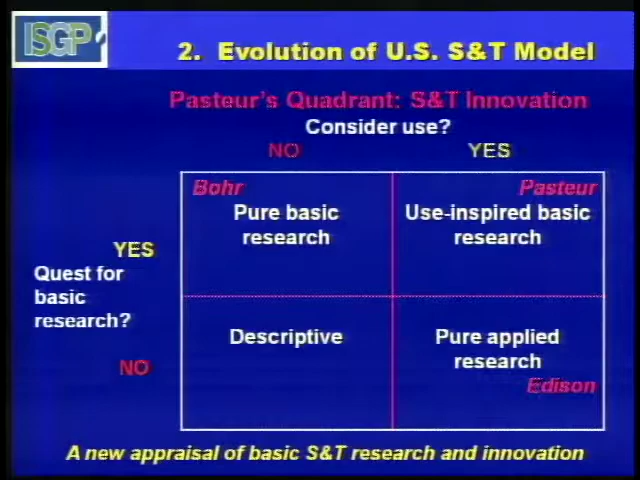 ISGP
2. Evolution of U.S. S&T Model
Pasteur's Quadrant: S&T Innovation
Consider use?
NO YES
Bohr Pasteur
Pure basic Use-inspired basic
research research
YES
Quest for
basic
research?
Descriptive Pure applied
research
NO
Edison
A new appraisal of basic S&T research and innovation